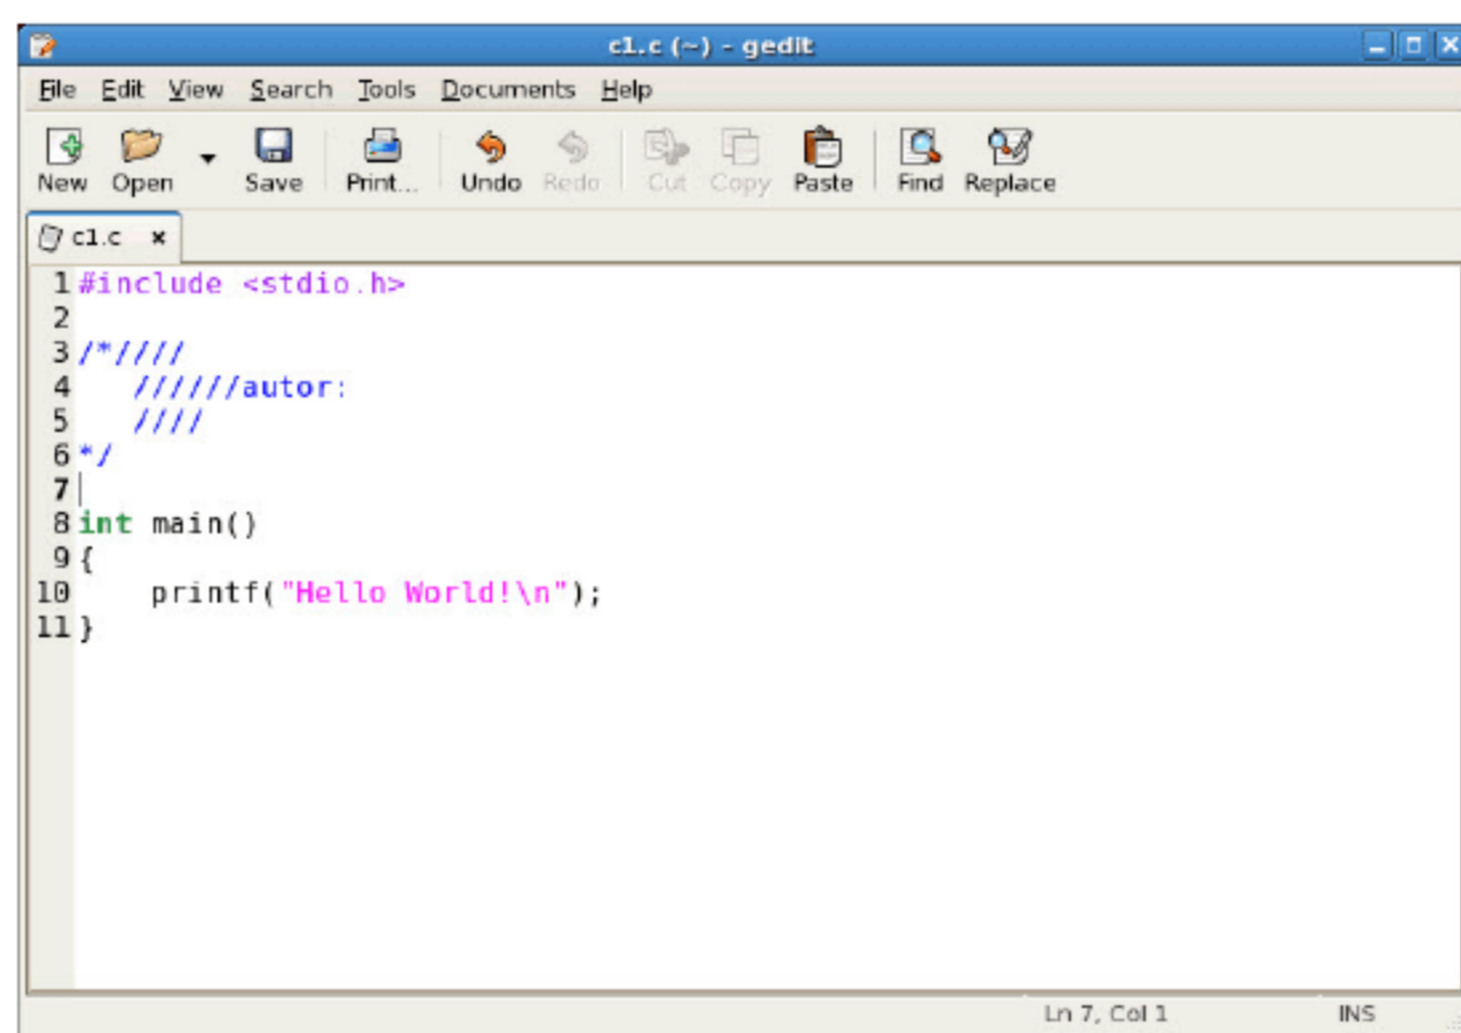 c1.c (~) - gedit
File Edit View Search Tools Documents Help
New Open Save Print... Undo Redo Cut Copy Paste Find Replace
c1.c
1 #include <stdio.h>
2
3 /*////
4    //////autor:
5    ////
6 */
7
8 int main()
9 {
10     printf("Hello World!\n");
11 }
Ln 7, Col 1 INS